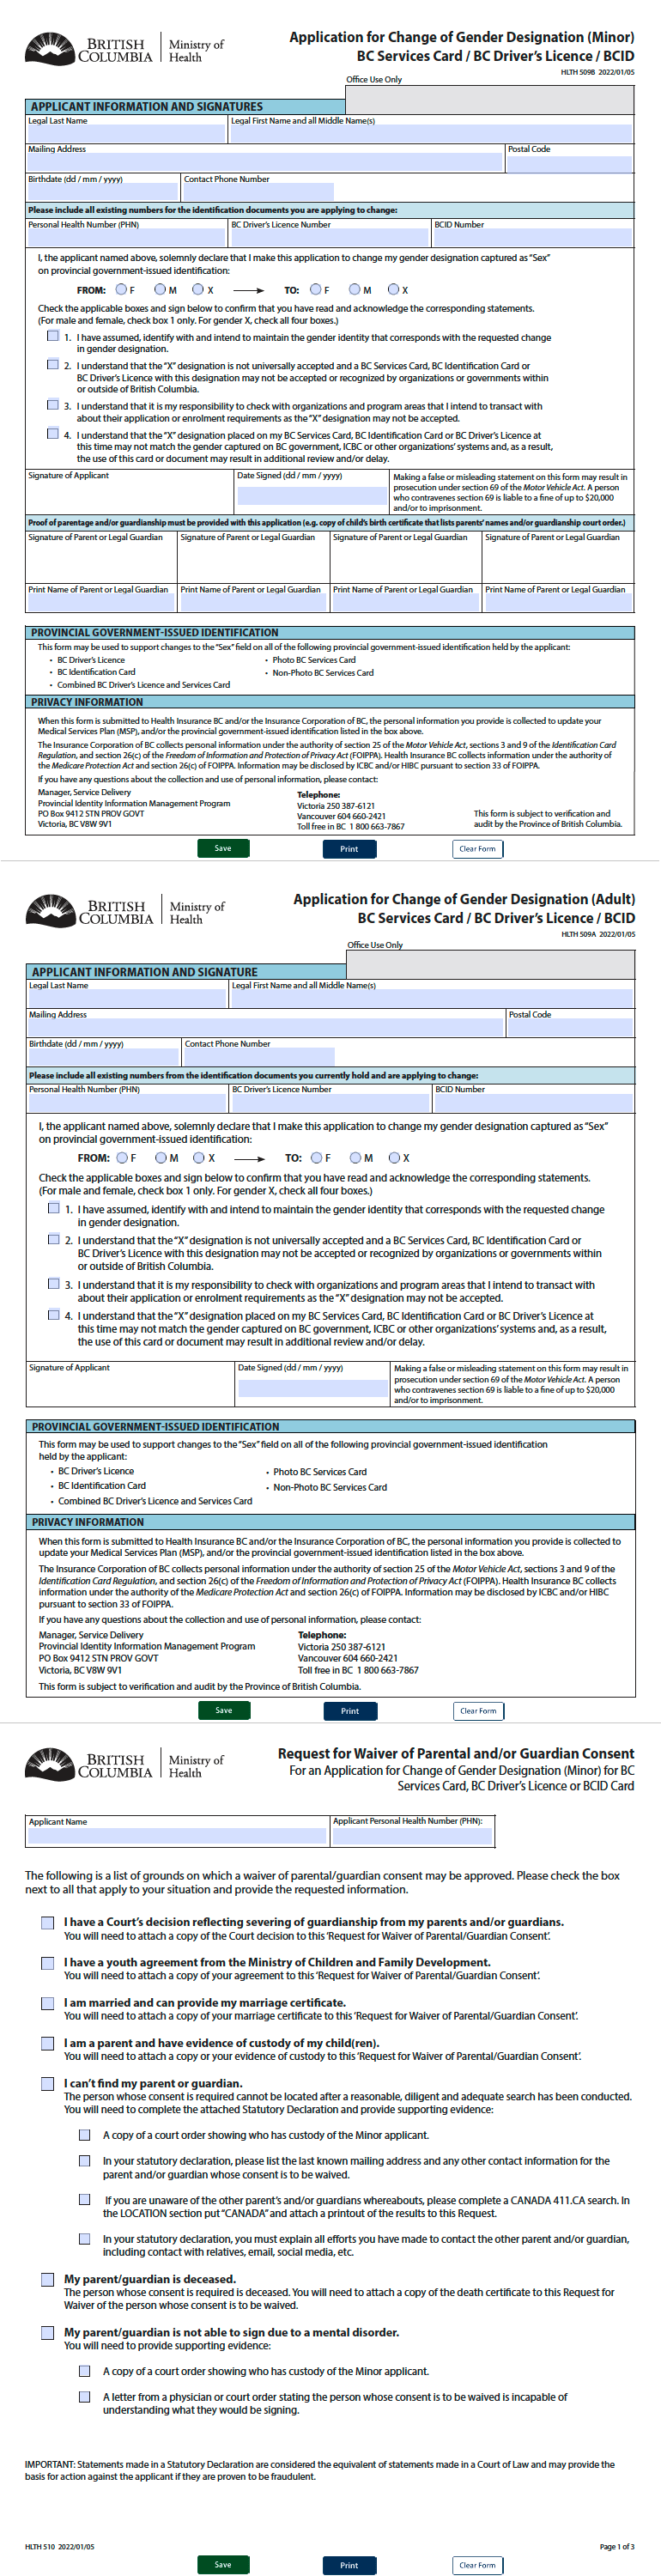 BRITISH
COLUMBIA
Ministry of
Health
Application for Change of Gender Designation (Minor)
BC Services Card / BC Driver's Licence / BCID
HLTH 509B 2022/01/05
Office Use Only
APPLICANT INFORMATION AND SIGNATURES
Legal Last Name
Legal First Name and all Middle Name(s)
Mailing Address
Postal Code
Birthdate (dd / mm / yyyy)
Contact Phone Number
Please include all existing numbers for the identification documents you are applying to change:
Personal Health Number (PHN)
BC Driver's Licence Number
BCID Number
I, the applicant named above, solemnly declare that I make this application to change my gender designation captured as "Sex"
on provincial government-issued identification:
FROM: F M X TO: F M X
Check the applicable boxes and sign below to confirm that you have read and acknowledge the corresponding statements.
(For male and female, check box 1 only. For gender X, check all four boxes.)
1. I have assumed, identify with and intend to maintain the gender identity that corresponds with the requested change
in gender designation.
2. I understand that the "X" designation is not universally accepted and a BC Services Card, BC Identification Card or
BC Driver's Licence with this designation may not be accepted or recognized by organizations or governments within
or outside of British Columbia.
3. I understand that it is my responsibility to check with organizations and program areas that I intend to transact with
about their application or enrolment requirements as the "X" designation may not be accepted.
4. I understand that the "X" designation placed on my BC Services Card, BC Identification Card or BC Driver's Licence at
this time may not match the gender captured on BC government, ICBC or other organizations' systems and, as a result,
the use of this card or document may result in additional review and/or delay.
Signature of Applicant
Date Signed (dd / mm / yyyy)
Making a false or misleading statement on this form may result in
prosecution under section 69 of the Motor Vehicle Act. A person
who contravenes section 69 is liable to a fine of up to $20,000
and/or to imprisonment.
Proof of parentage and/or guardianship must be provided with this application (e.g. copy of child's birth certificate that lists parents' names and/or guardianship court order.)
Signature of Parent or Legal Guardian
Signature of Parent or Legal Guardian
Signature of Parent or Legal Guardian
Signature of Parent or Legal Guardian
Print Name of Parent or Legal Guardian
Print Name of Parent or Legal Guardian
Print Name of Parent or Legal Guardian
Print Name of Parent or Legal Guardian
PROVINCIAL GOVERNMENT-ISSUED IDENTIFICATION
This form may be used to support changes to the "Sex" field on all of the following provincial government-issued identification held by the applicant:
• BC Driver's Licence
• BC Identification Card
• Combined BC Driver's Licence and Services Card
• Photo BC Services Card
• Non-Photo BC Services Card
PRIVACY INFORMATION
When this form is submitted to Health Insurance BC and/or the Insurance Corporation of BC, the personal information you provide is collected to update your
Medical Services Plan (MSP), and/or the provincial government-issued identification listed in the box above.
The Insurance Corporation of BC collects personal information under the authority of section 25 of the Motor Vehicle Act, sections 3 and 9 of the Identification Card
Regulation, and section 26(c) of the Freedom of Information and Protection of Privacy Act (FOIPPA). Health Insurance BC collects information under the authority of
the Medicare Protection Act and section 26(c) of FOIPPA. Information may be disclosed by ICBC and/or HIBC pursuant to section 33 of FOIPPA.
If you have any questions about the collection and use of personal information, please contact:
Manager, Service Delivery
Provincial Identity Information Management Program
PO Box 9412 STN PROV GOVT
Victoria, BC V8W 9V1
Telephone:
Victoria 250 387-6121
Vancouver 604 660-2421
Toll free in BC 1 800 663-7867
This form is subject to verification and
audit by the Province of British Columbia.
Save
Print
Clear Form
BRITISH
COLUMBIA
Ministry of
Health
Application for Change of Gender Designation (Adult)
BC Services Card / BC Driver's Licence / BCID
HLTH 509A 2022/01/05
Office Use Only
APPLICANT INFORMATION AND SIGNATURE
Legal Last Name
Legal First Name and all Middle Name(s)
Mailing Address
Postal Code
Birthdate (dd / mm / yyyy)
Contact Phone Number
Please include all existing numbers from the identification documents you currently hold and are applying to change:
Personal Health Number (PHN)
BC Driver's Licence Number
BCID Number
I, the applicant named above, solemnly declare that I make this application to change my gender designation captured as "Sex"
on provincial government-issued identification:
FROM: F M X TO: F M X
Check the applicable boxes and sign below to confirm that you have read and acknowledge the corresponding statements.
(For male and female, check box 1 only. For gender X, check all four boxes.)
1. I have assumed, identify with and intend to maintain the gender identity that corresponds with the requested change
in gender designation.
2. I understand that the "X" designation is not universally accepted and a BC Services Card, BC Identification Card or
BC Driver's Licence with this designation may not be accepted or recognized by organizations or governments within
or outside of British Columbia.
3. I understand that it is my responsibility to check with organizations and program areas that I intend to transact with
about their application or enrolment requirements as the "X" designation may not be accepted.
4. I understand that the "X" designation placed on my BC Services Card, BC Identification Card or BC Driver's Licence at
this time may not match the gender captured on BC government, ICBC or other organizations' systems and, as a result,
the use of this card or document may result in additional review and/or delay.
Signature of Applicant
Date Signed (dd / mm / yyyy)
Making a false or misleading statement on this form may result in
prosecution under section 69 of the Motor Vehicle Act. A person
who contravenes section 69 is liable to a fine of up to $20,000
and/or to imprisonment.
PROVINCIAL GOVERNMENT-ISSUED IDENTIFICATION
This form may be used to support changes to the "Sex" field on all of the following provincial government-issued identification
held by the applicant:
• BC Driver's Licence
• BC Identification Card
• Combined BC Driver's Licence and Services Card
• Photo BC Services Card
• Non-Photo BC Services Card
PRIVACY INFORMATION
When this form is submitted to Health Insurance BC and/or the Insurance Corporation of BC, the personal information you provide is collected to
update your Medical Services Plan (MSP), and/or the provincial government-issued identification listed in the box above.
The Insurance Corporation of BC collects personal information under the authority of section 25 of the Motor Vehicle Act, sections 3 and 9 of the
Identification Card Regulation, and section 26(c) of the Freedom of Information and Protection of Privacy Act (FOIPPA). Health Insurance BC collects
information under the authority of the Medicare Protection Act and section 26(c) of FOIPPA. Information may be disclosed by ICBC and/or HIBC
pursuant to section 33 of FOIPPA.
If you have any questions about the collection and use of personal information, please contact:
Manager, Service Delivery
Provincial Identity Information Management Program
PO Box 9412 STN PROV GOVT
Victoria, BC V8W 9V1
Telephone:
Victoria 250 387-6121
Vancouver 604 660-2421
Toll free in BC 1 800 663-7867
This form is subject to verification and audit by the Province of British Columbia.
Save
Print
Clear Form
BRITISH
COLUMBIA
Ministry of
Health
Request for Waiver of Parental and/or Guardian Consent
For an Application for Change of Gender Designation (Minor) for BC
Services Card, BC Driver's Licence or BCID Card
Applicant Name
Applicant Personal Health Number (PHN):
The following is a list of grounds on which a waiver of parental/guardian consent may be approved. Please check the box
next to all that apply to your situation and provide the requested information.
I have a Court's decision reflecting severing of guardianship from my parents and/or guardians.
You will need to attach a copy of the Court decision to this 'Request for Waiver of Parental/Guardian Consent'.
I have a youth agreement from the Ministry of Children and Family Development.
You will need to attach a copy of your agreement to this 'Request for Waiver of Parental/Guardian Consent'.
I am married and can provide my marriage certificate.
You will need to attach a copy of your marriage certificate to this 'Request for Waiver of Parental/Guardian Consent'.
I am a parent and have evidence of custody of my child(ren).
You will need to attach a copy or your evidence of custody to this 'Request for Waiver of Parental/Guardian Consent'.
I can't find my parent or guardian.
The person whose consent is required cannot be located after a reasonable, diligent and adequate search has been conducted.
You will need to complete the attached Statutory Declaration and provide supporting evidence:
A copy of a court order showing who has custody of the Minor applicant.
In your statutory declaration, please list the last known mailing address and any other contact information for the
parent and/or guardian whose consent is to be waived.
If you are unaware of the other parent's and/or guardians whereabouts, please complete a CANADA 411.CA search. In
the LOCATION section put "CANADA" and attach a printout of the results to this Request.
In your statutory declaration, you must explain all efforts you have made to contact the other parent and/or guardian,
including contact with relatives, email, social media, etc.
My parent/guardian is deceased.
The person whose consent is required is deceased. You will need to attach a copy of the death certificate to this Request for
Waiver of the person whose consent is to be waived.
My parent/guardian is not able to sign due to a mental disorder.
You will need to provide supporting evidence:
A copy of a court order showing who has custody of the Minor applicant.
A letter from a physician or court order stating the person whose consent is to be waived is incapable of
understanding what they would be signing.
IMPORTANT: Statements made in a Statutory Declaration are considered the equivalent of statements made in a Court of Law and may provide the
basis for action against the applicant if they are proven to be fraudulent.
HLTH 510 2022/01/05
Page 1 of 3
Save
Print
Clear Form